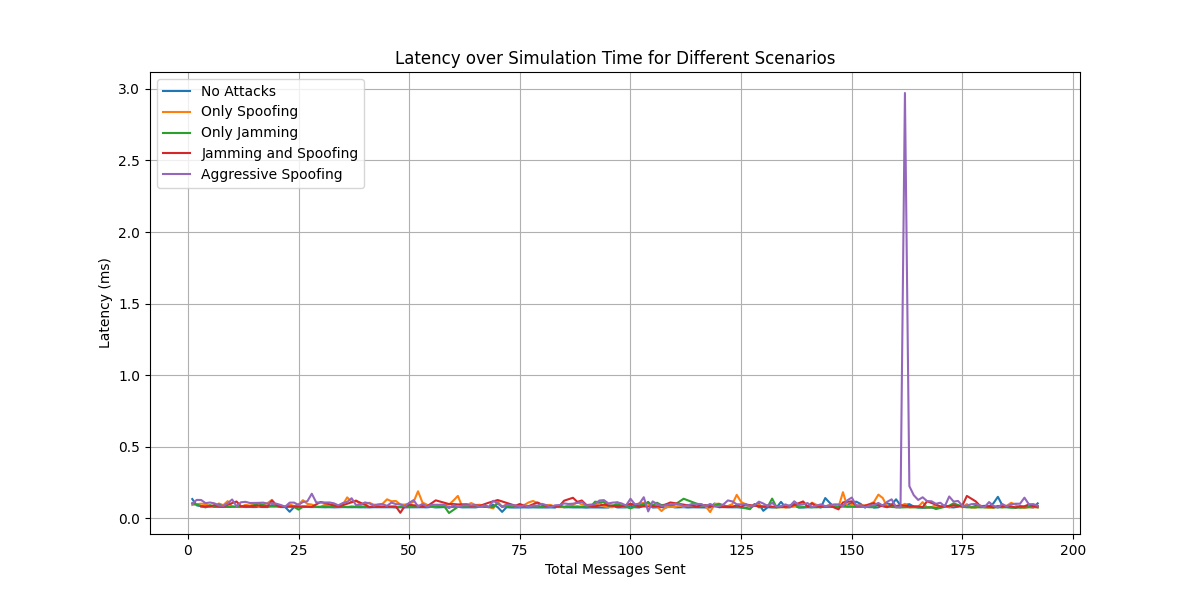 Latency over Simulation Time for Different Scenarios
No Attacks
Only Spoofing
Only Jamming
Jamming and Spoofing
Aggressive Spoofing
Latency (ms)
3.0
2.5
2.0
1.5
1.0
0.5
0.0
0 25 50 75 100 125 150 175 200
Total Messages Sent